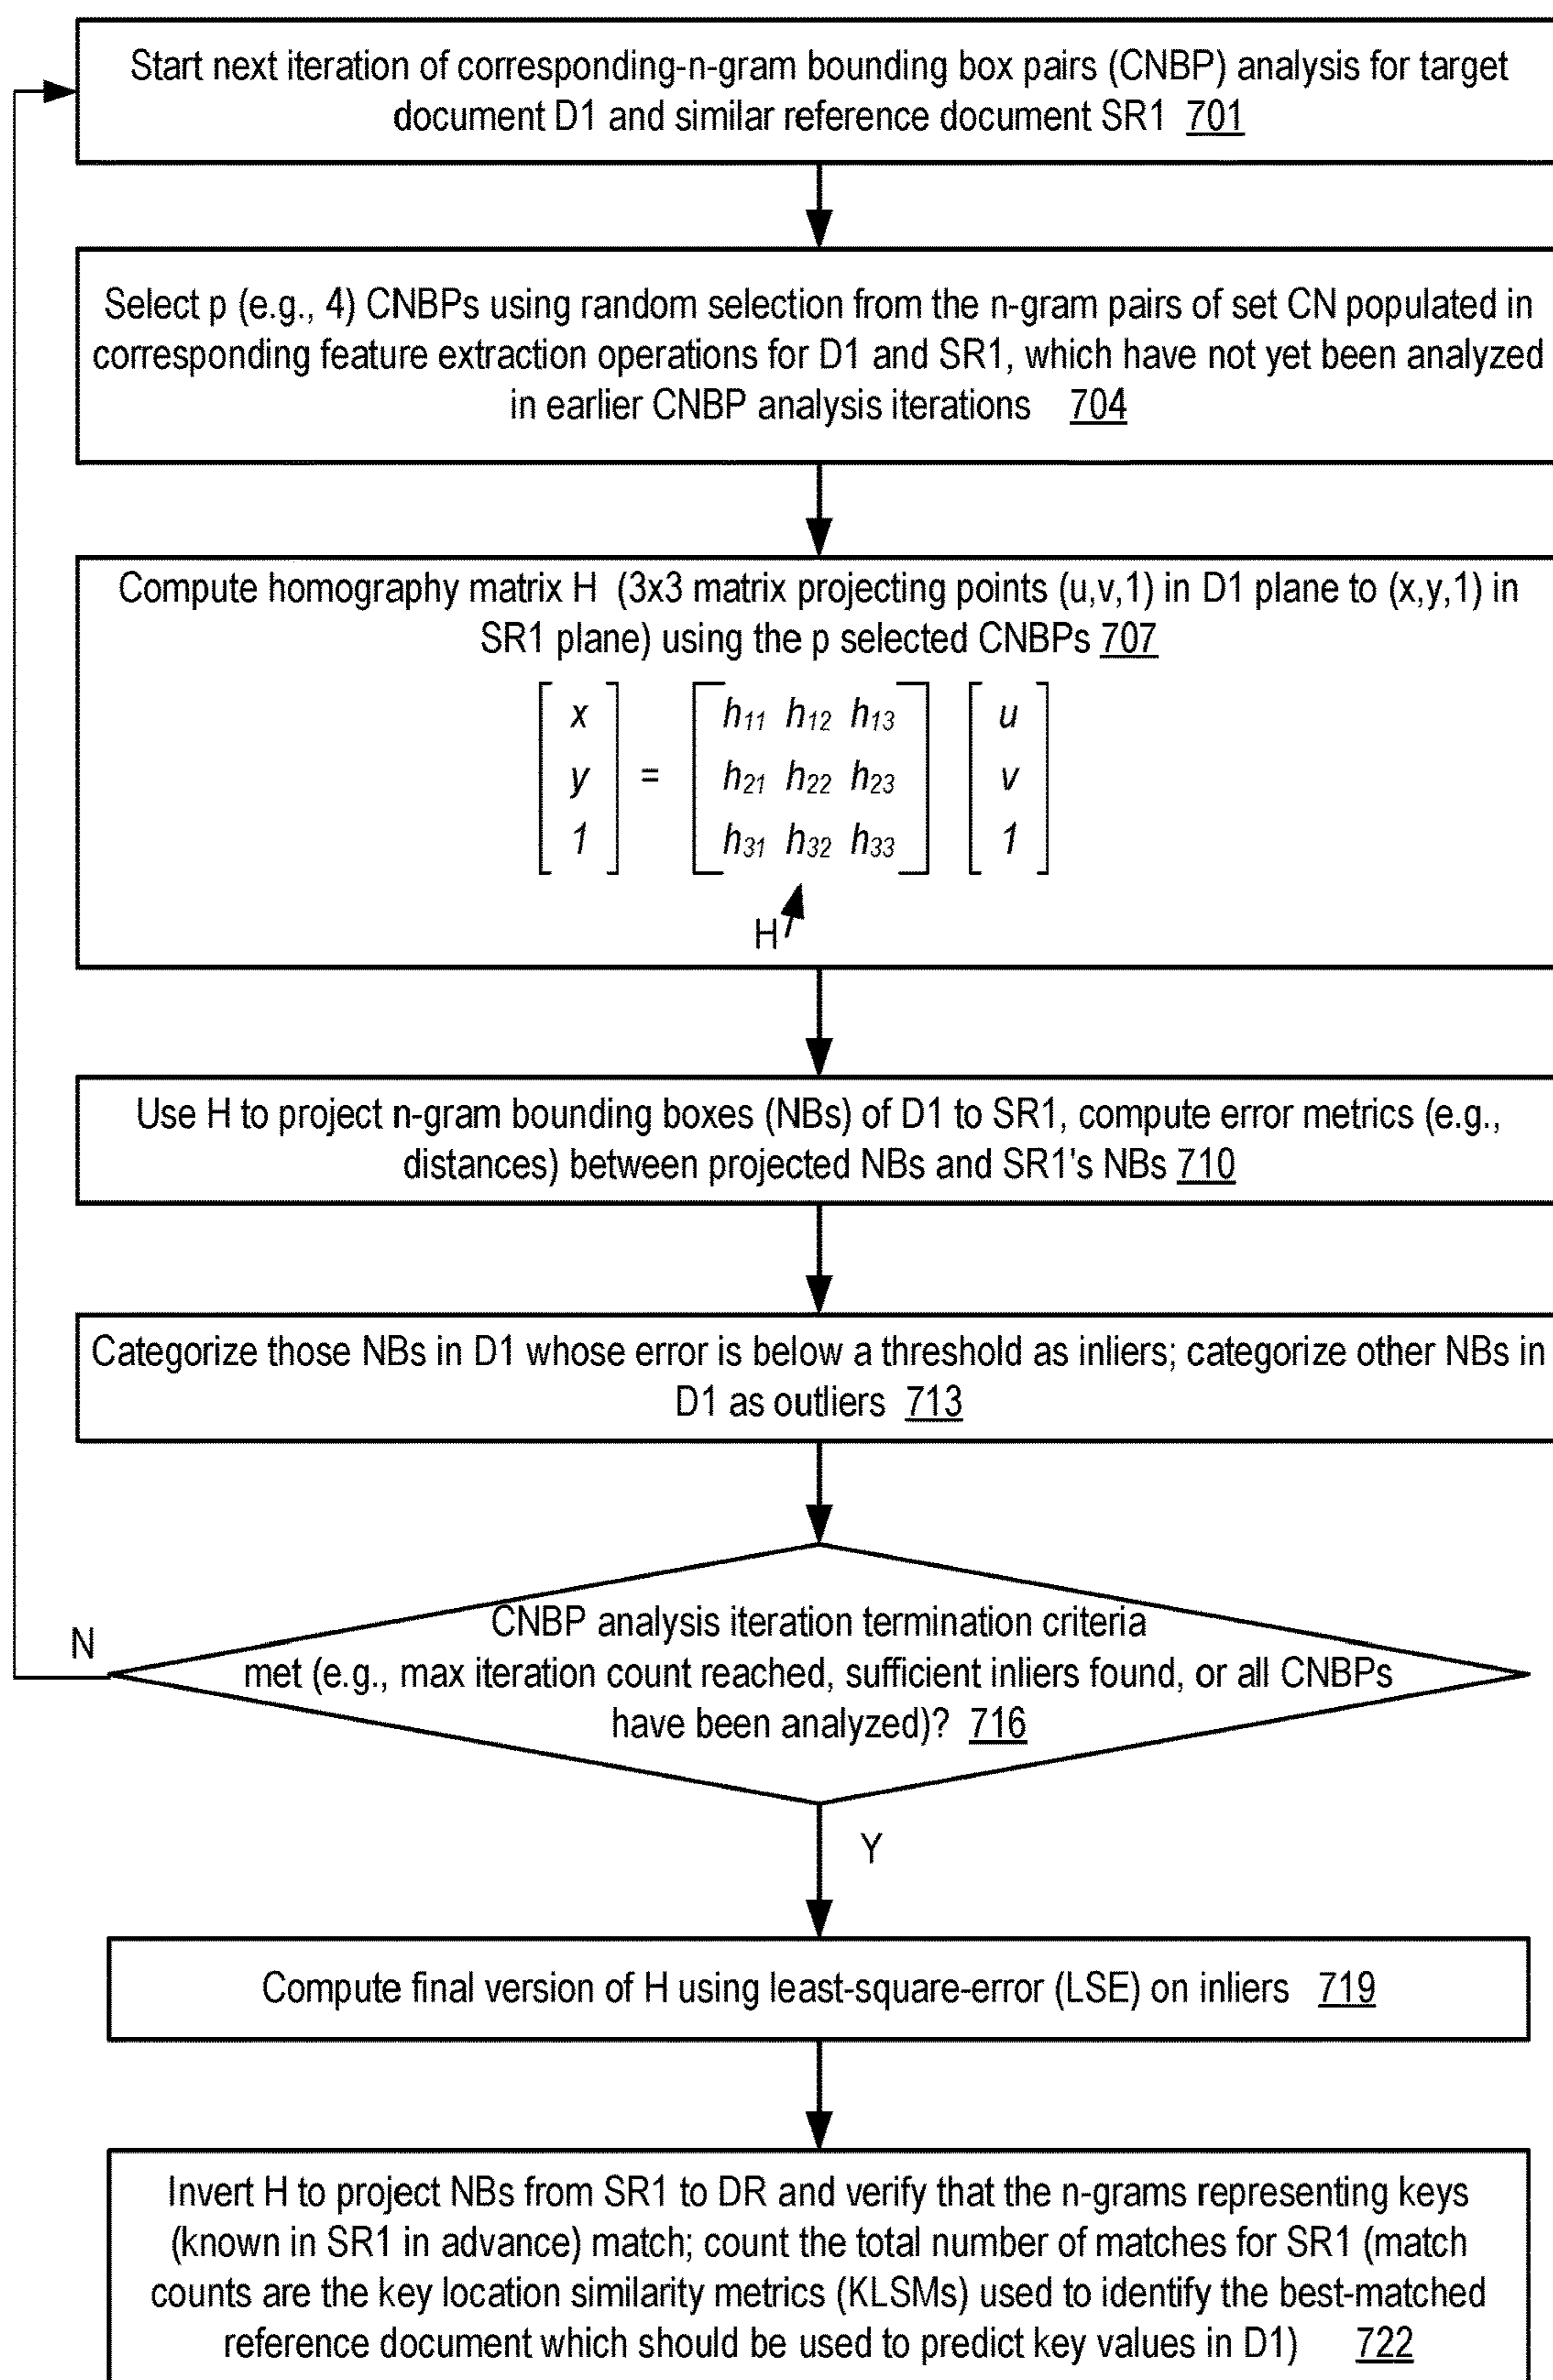 Start next iteration of corresponding-n-gram bounding box pairs (CNBP) analysis for target
document D1 and similar reference document SR1 701
Select p (e.g., 4) CNBPs using random selection from the n-gram pairs of set CN populated in
corresponding feature extraction operations for D1 and SR1, which have not yet been analyzed
in earlier CNBP analysis iterations 704
Compute homography matrix H (3x3 matrix projecting points (u,v,1) in D1 plane to (x,y,1) in
SR1 plane) using the p selected CNBPs 707
x h11 h12 h13 u
y = h21 h22 h23 v
1 h31 h32 h33 1
H
Use H to project n-gram bounding boxes (NBs) of D1 to SR1, compute error metrics (e.g.,
distances) between projected NBs and SR1's NBs 710
Categorize those NBs in D1 whose error is below a threshold as inliers; categorize other NBs in
D1 as outliers 713
CNBP analysis iteration termination criteria
met (e.g., max iteration count reached, sufficient inliers found, or all CNBPs
have been analyzed)? 716
N
Y
Compute final version of H using least-square-error (LSE) on inliers 719
Invert H to project NBs from SR1 to DR and verify that the n-grams representing keys
(known in SR1 in advance) match; count the total number of matches for SR1 (match
counts are the key location similarity metrics (KLSMs) used to identify the best-matched
reference document which should be used to predict key values in D1) 722